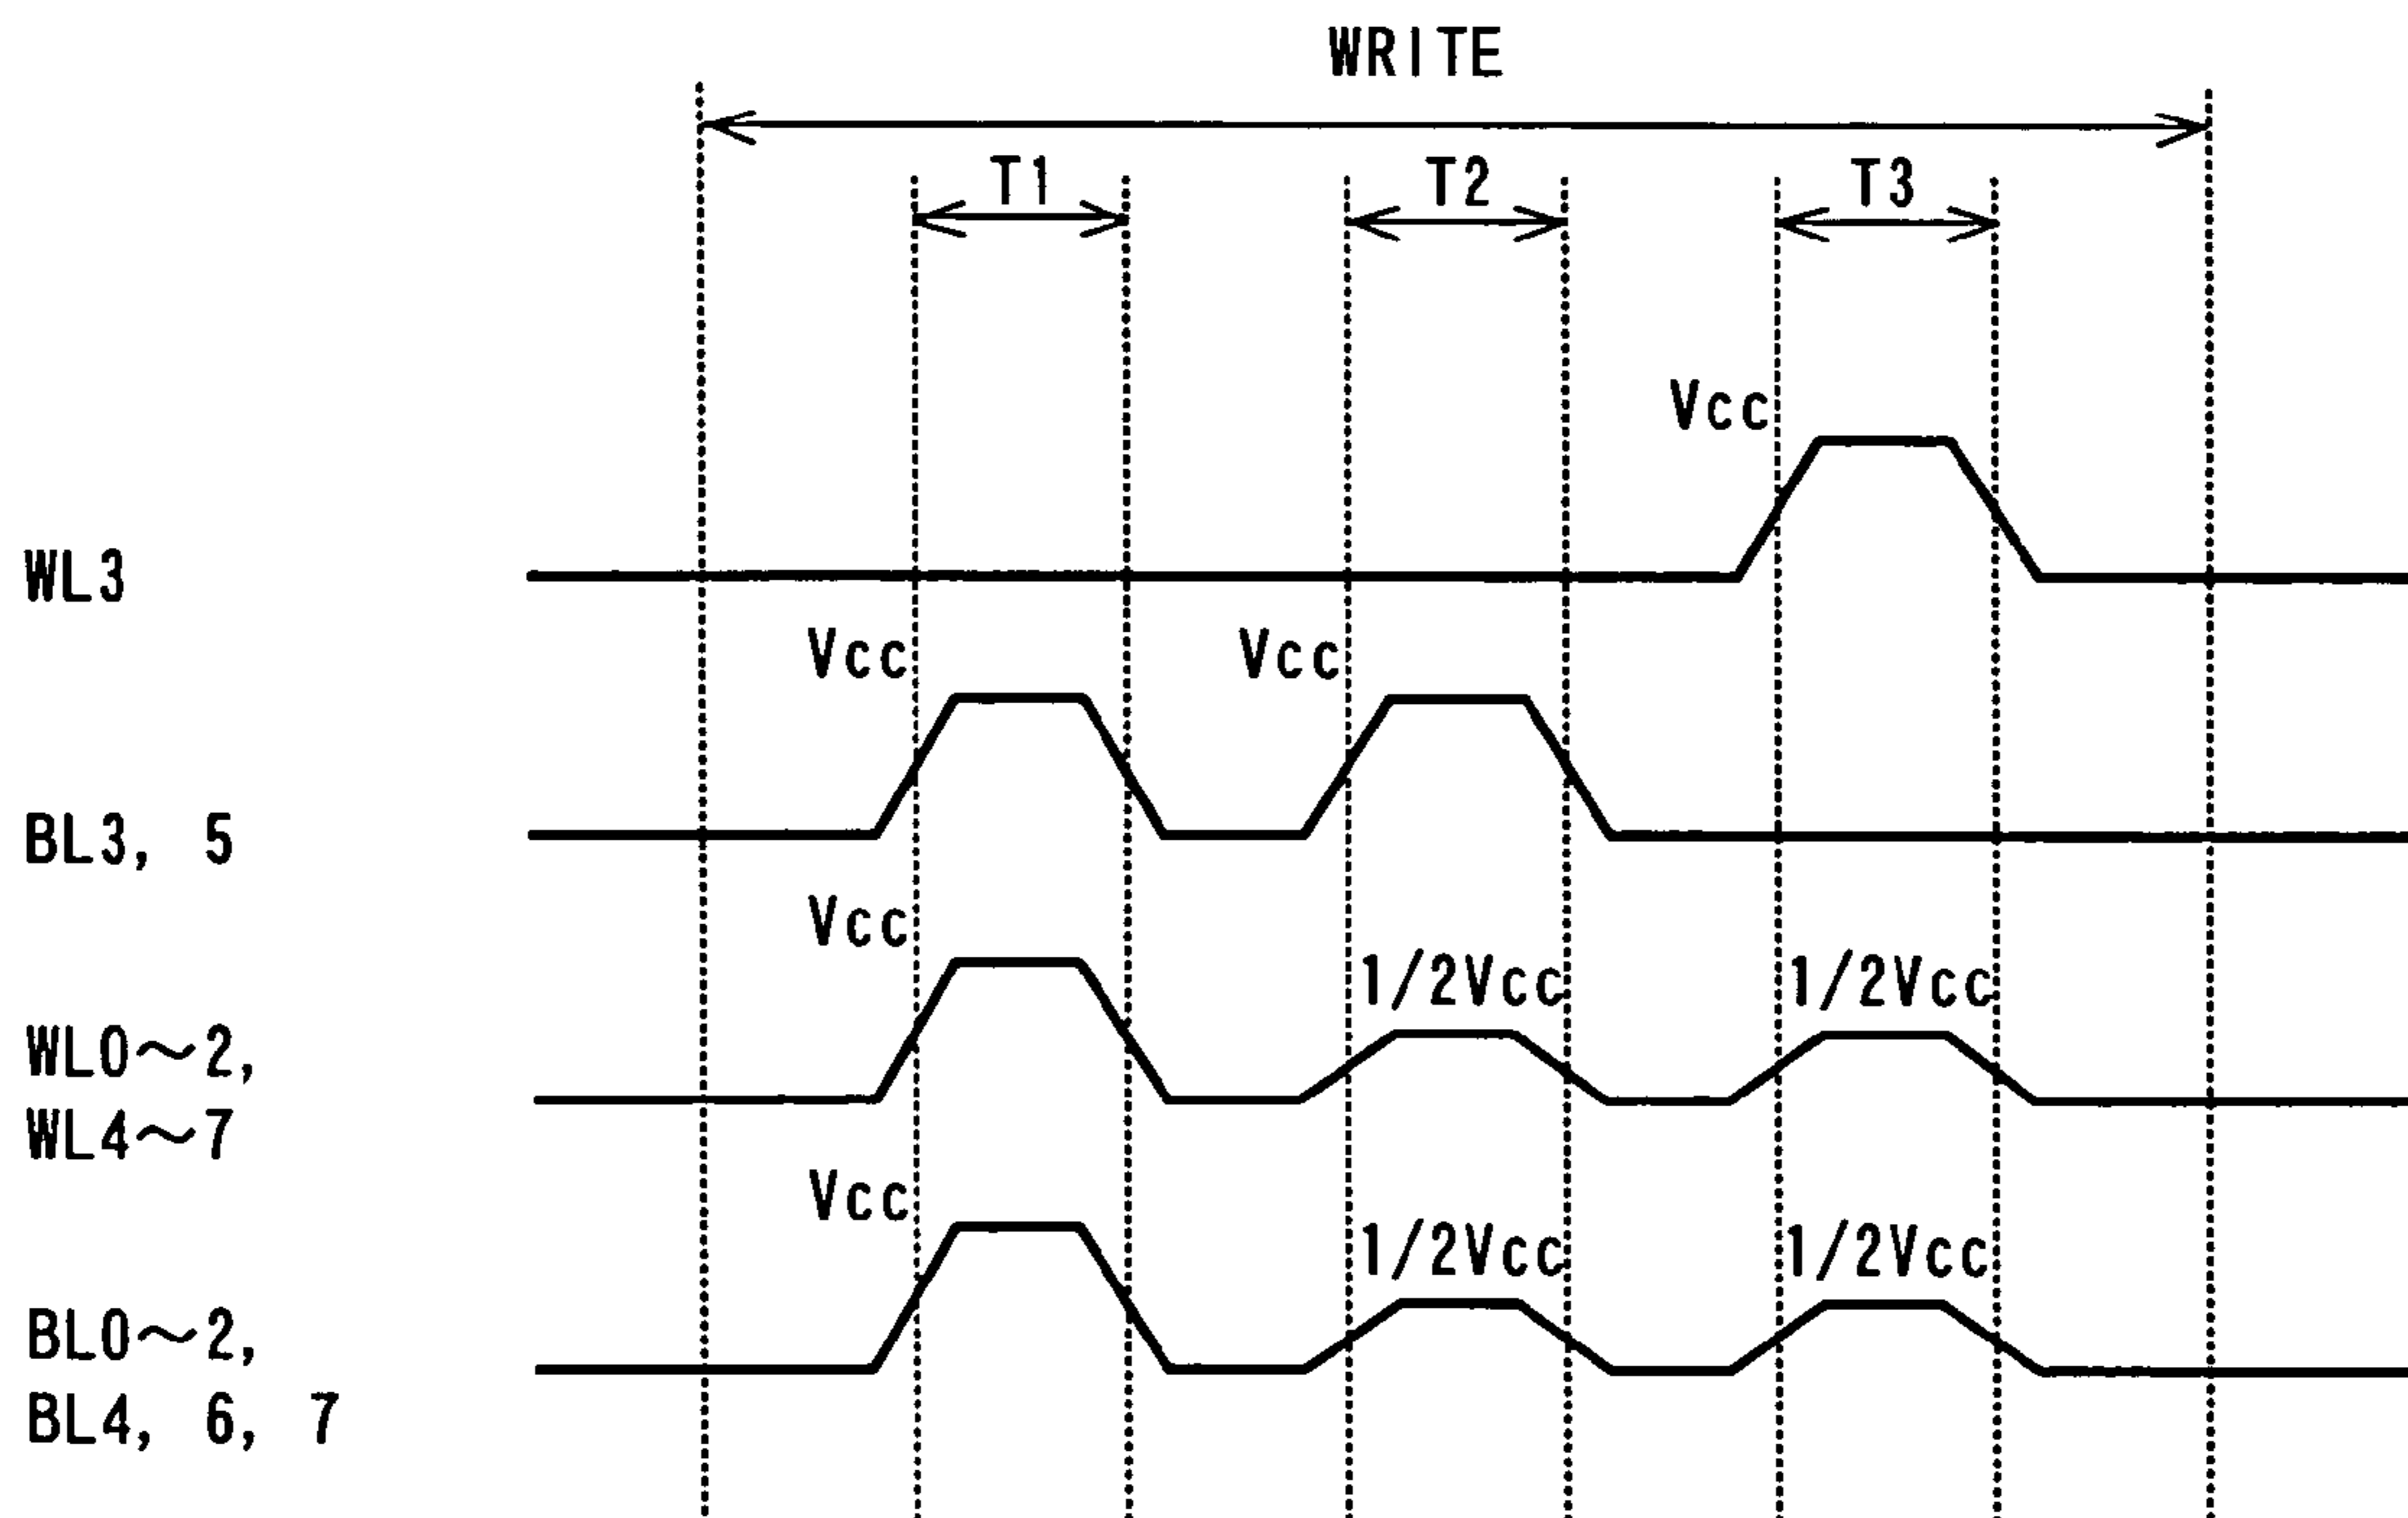 WRITE
T1 T2 T3
Vcc
WL3
Vcc Vcc
BL3, 5
Vcc
1/2Vcc 1/2Vcc
WL0～2,
WL4～7
Vcc
1/2Vcc 1/2Vcc
BL0～2,
BL4, 6, 7